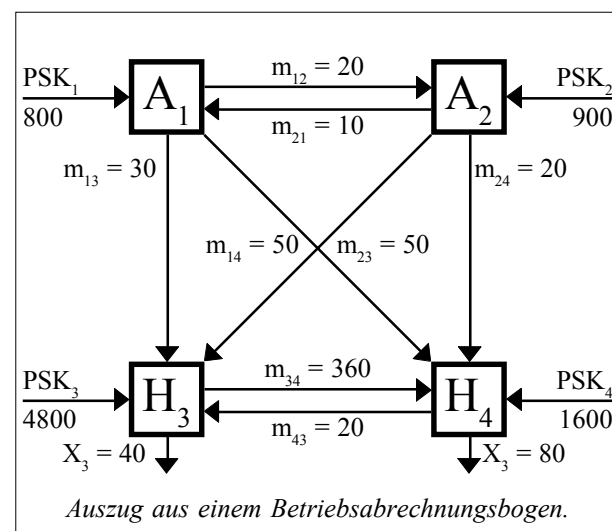 m₁₂ = 20
PSK₁
A₁
A₂
PSK₂
800
m₂₁ = 10
900
m₁₃ = 30
m₂₄ = 20
m₁₄ = 50
m₂₃ = 50
m₃₄ = 360
PSK₃
H₃
H₄
PSK₄
4800
m₄₃ = 20
1600
X₃ = 40
X₃ = 80
Auszug aus einem Betriebsabrechnungsbogen.